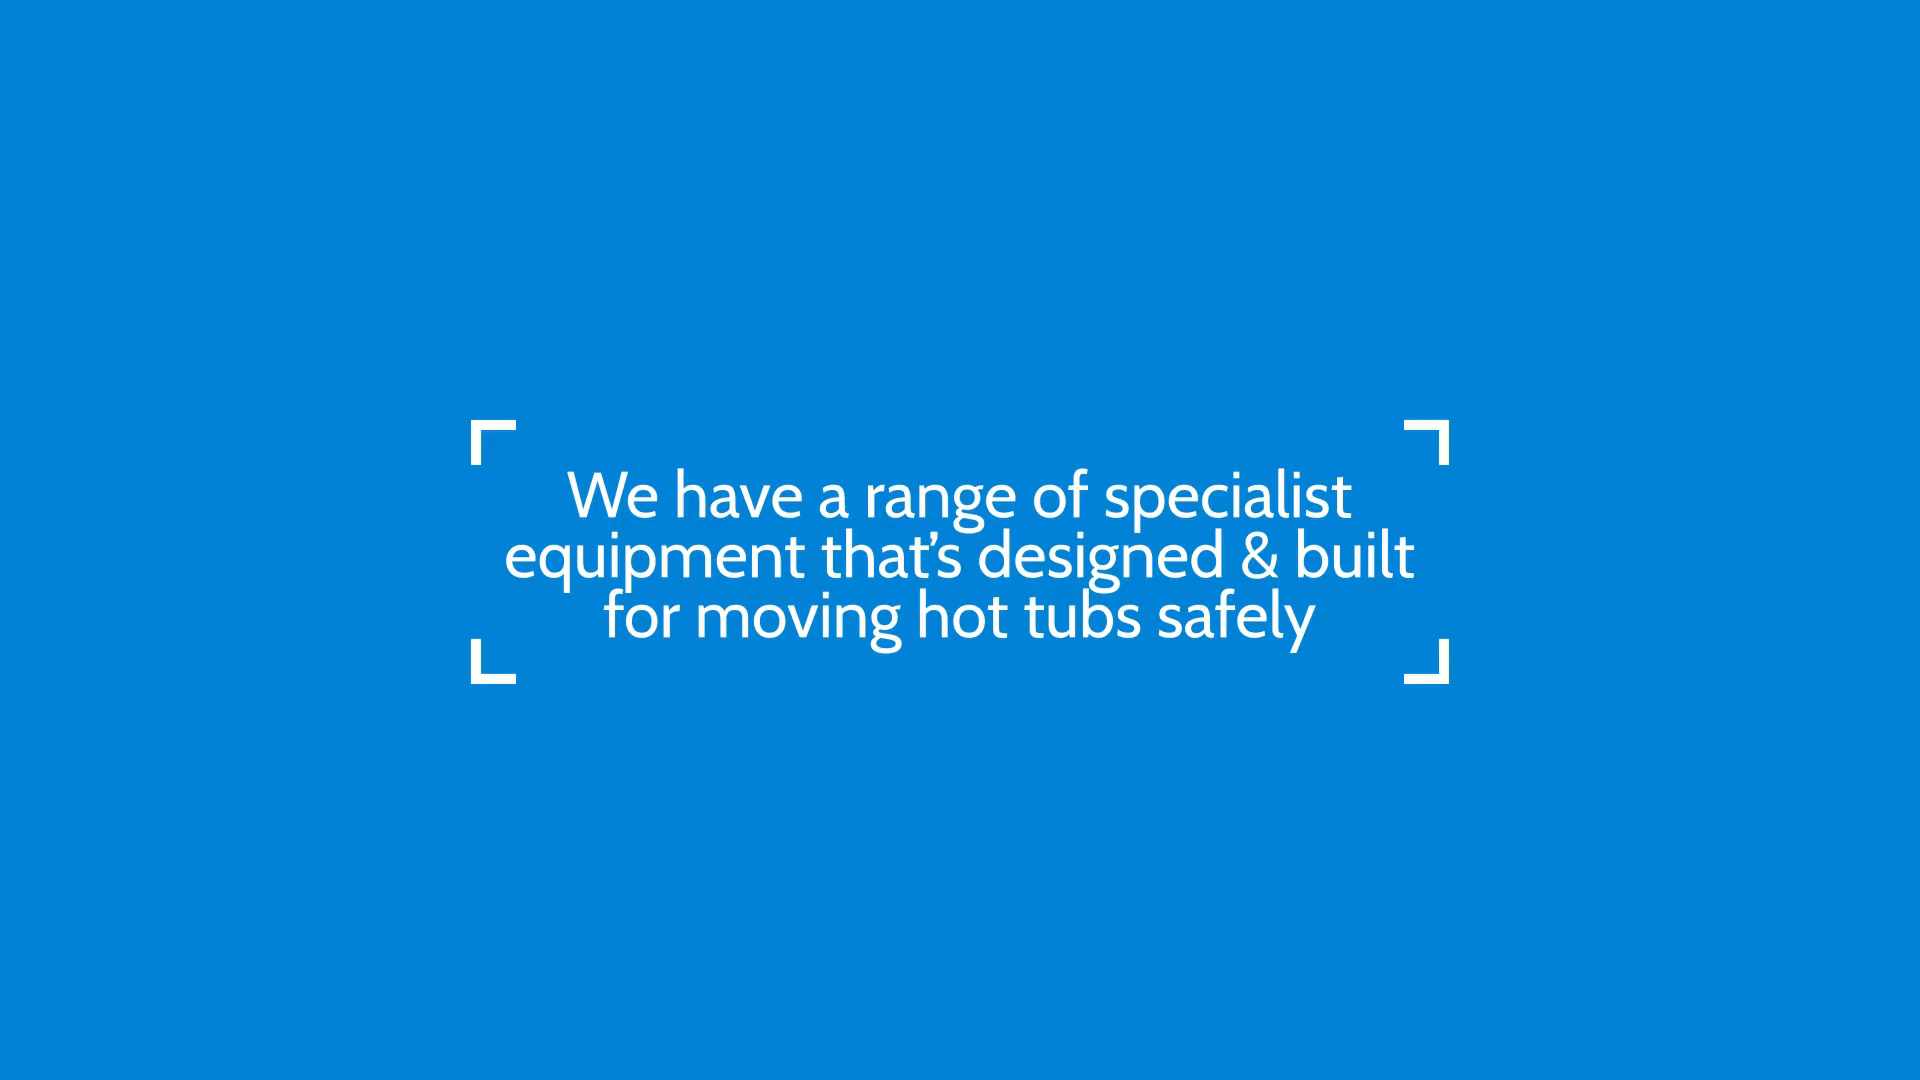 We have a range of specialist
equipment that’s designed & built
for moving hot tubs safely